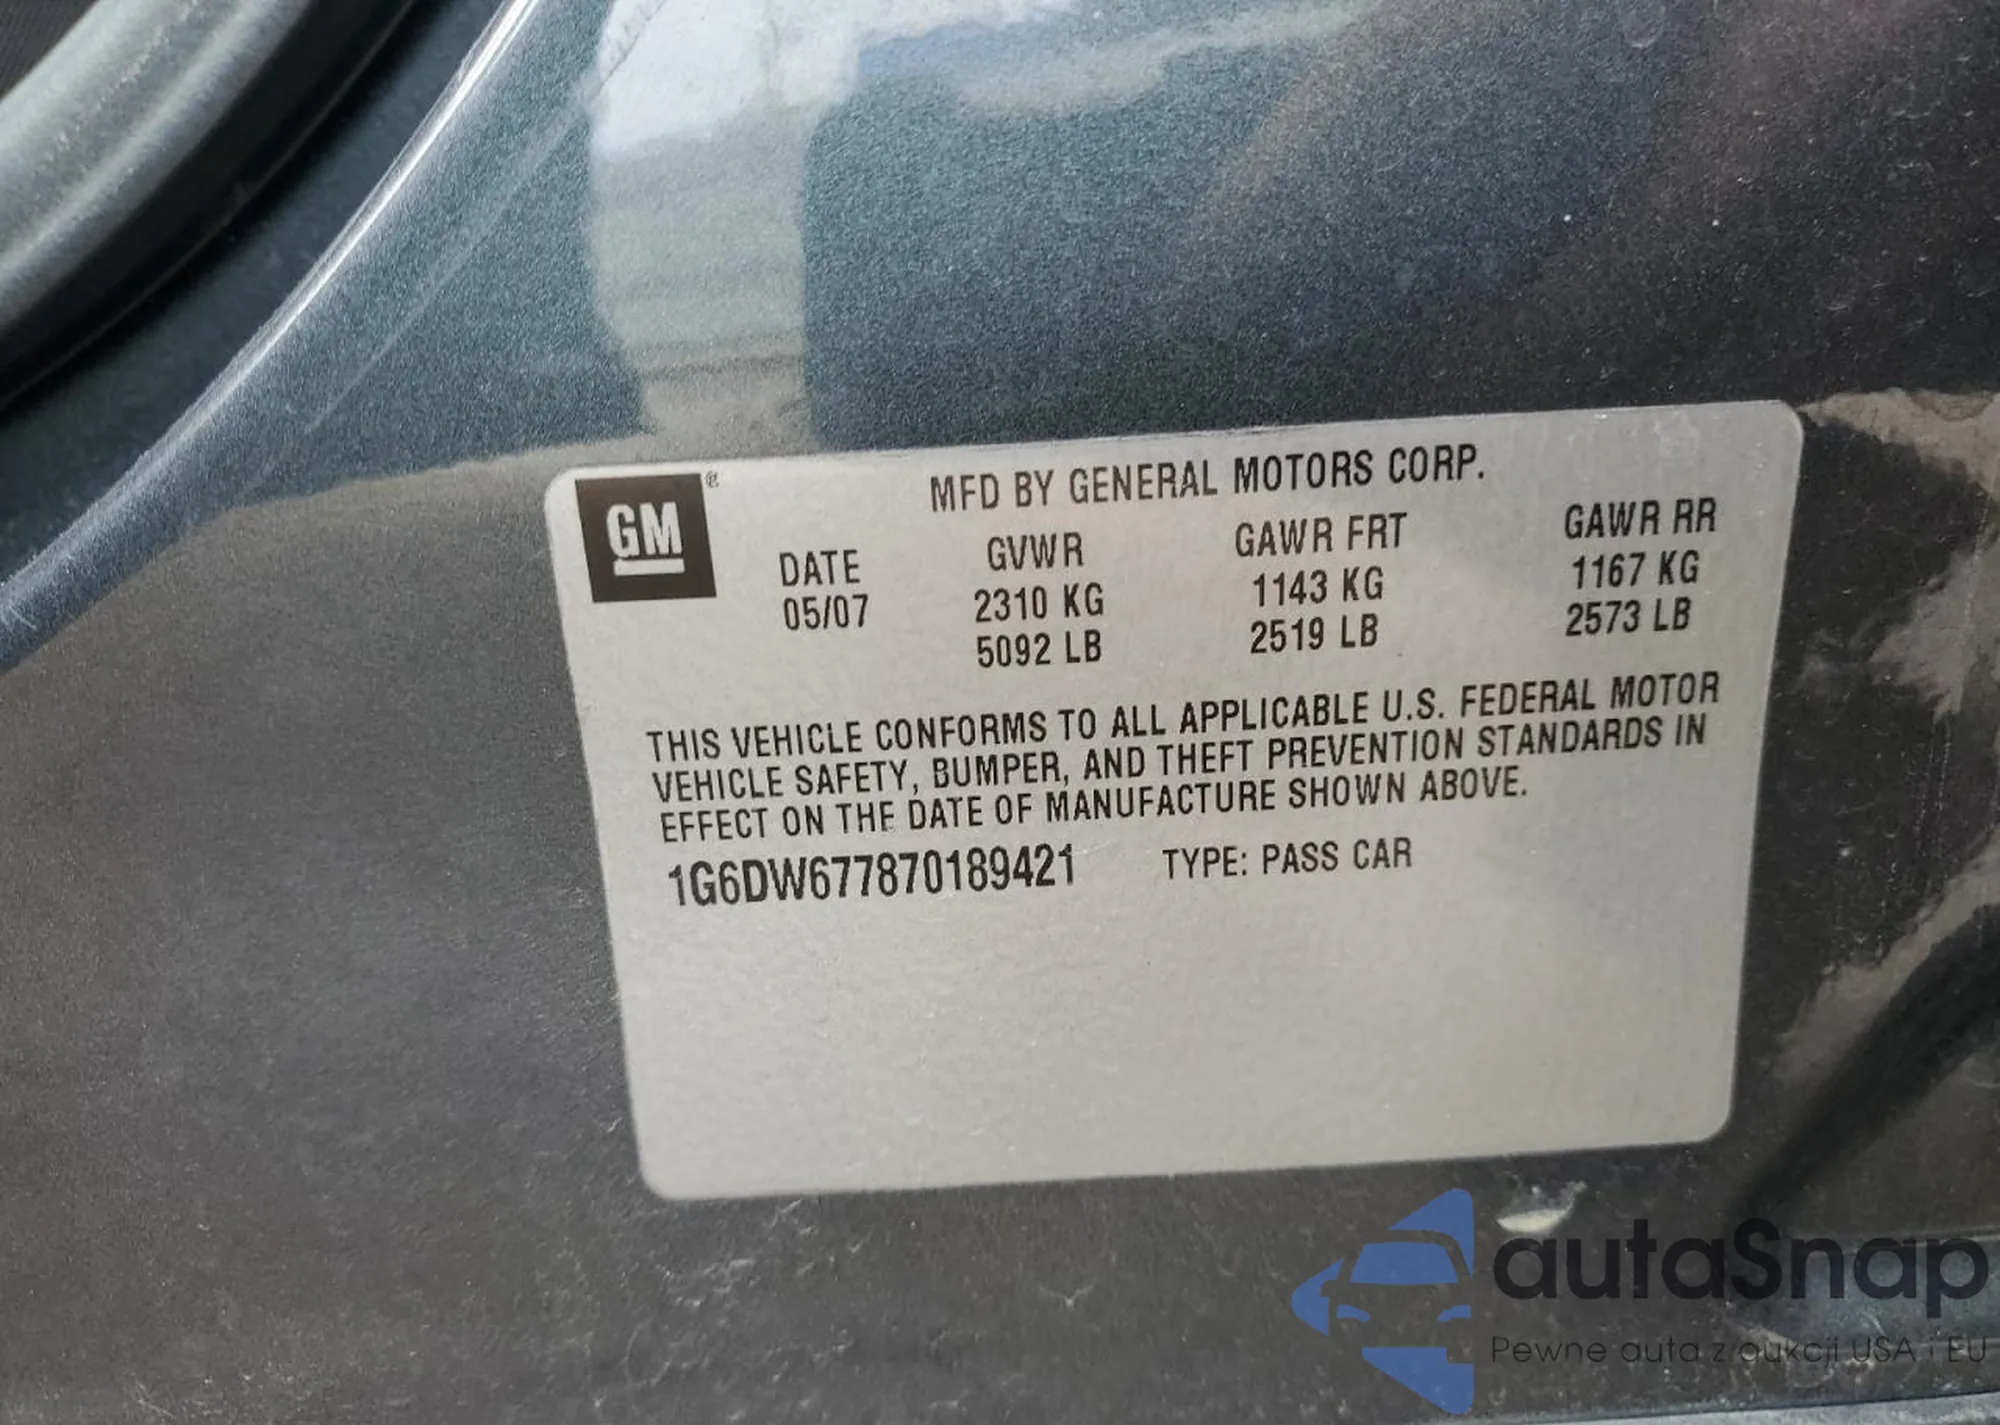 GM®
MFD BY GENERAL MOTORS CORP.
DATE GVWR GAWR FRT GAWR RR
05/07 2310 KG 1143 KG 1167 KG
5092 LB 2519 LB 2573 LB
THIS VEHICLE CONFORMS TO ALL APPLICABLE U.S. FEDERAL MOTOR
VEHICLE SAFETY, BUMPER, AND THEFT PREVENTION STANDARDS IN
EFFECT ON THE DATE OF MANUFACTURE SHOWN ABOVE.
1G6DW677870189421 TYPE: PASS CAR
autaSnap
Pewne auta z aukcji USA i EU